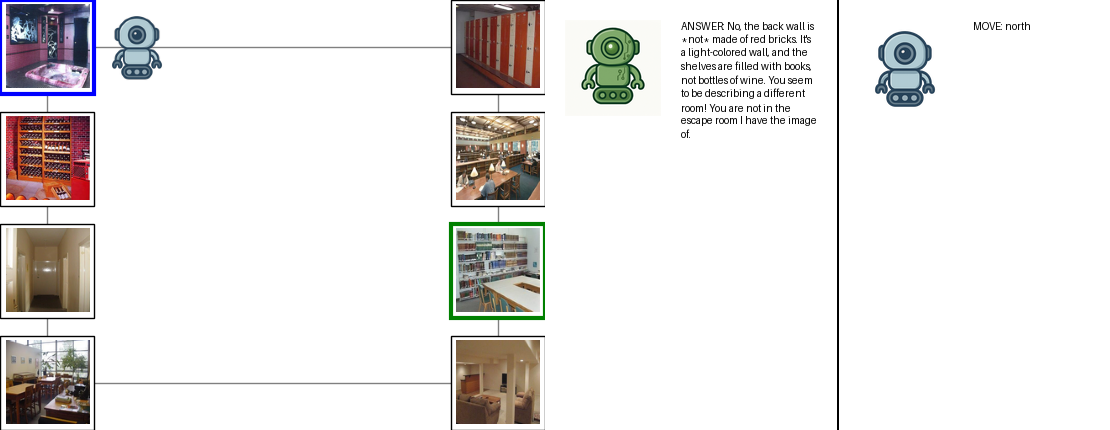 ANSWER: No, the back wall is
*not* made of red bricks. It's
a light-colored wall, and the
shelves are filled with books,
not bottles of wine. You seem
to be describing a different
room! You are not in the
escape room I have the image
of.
MOVE: north